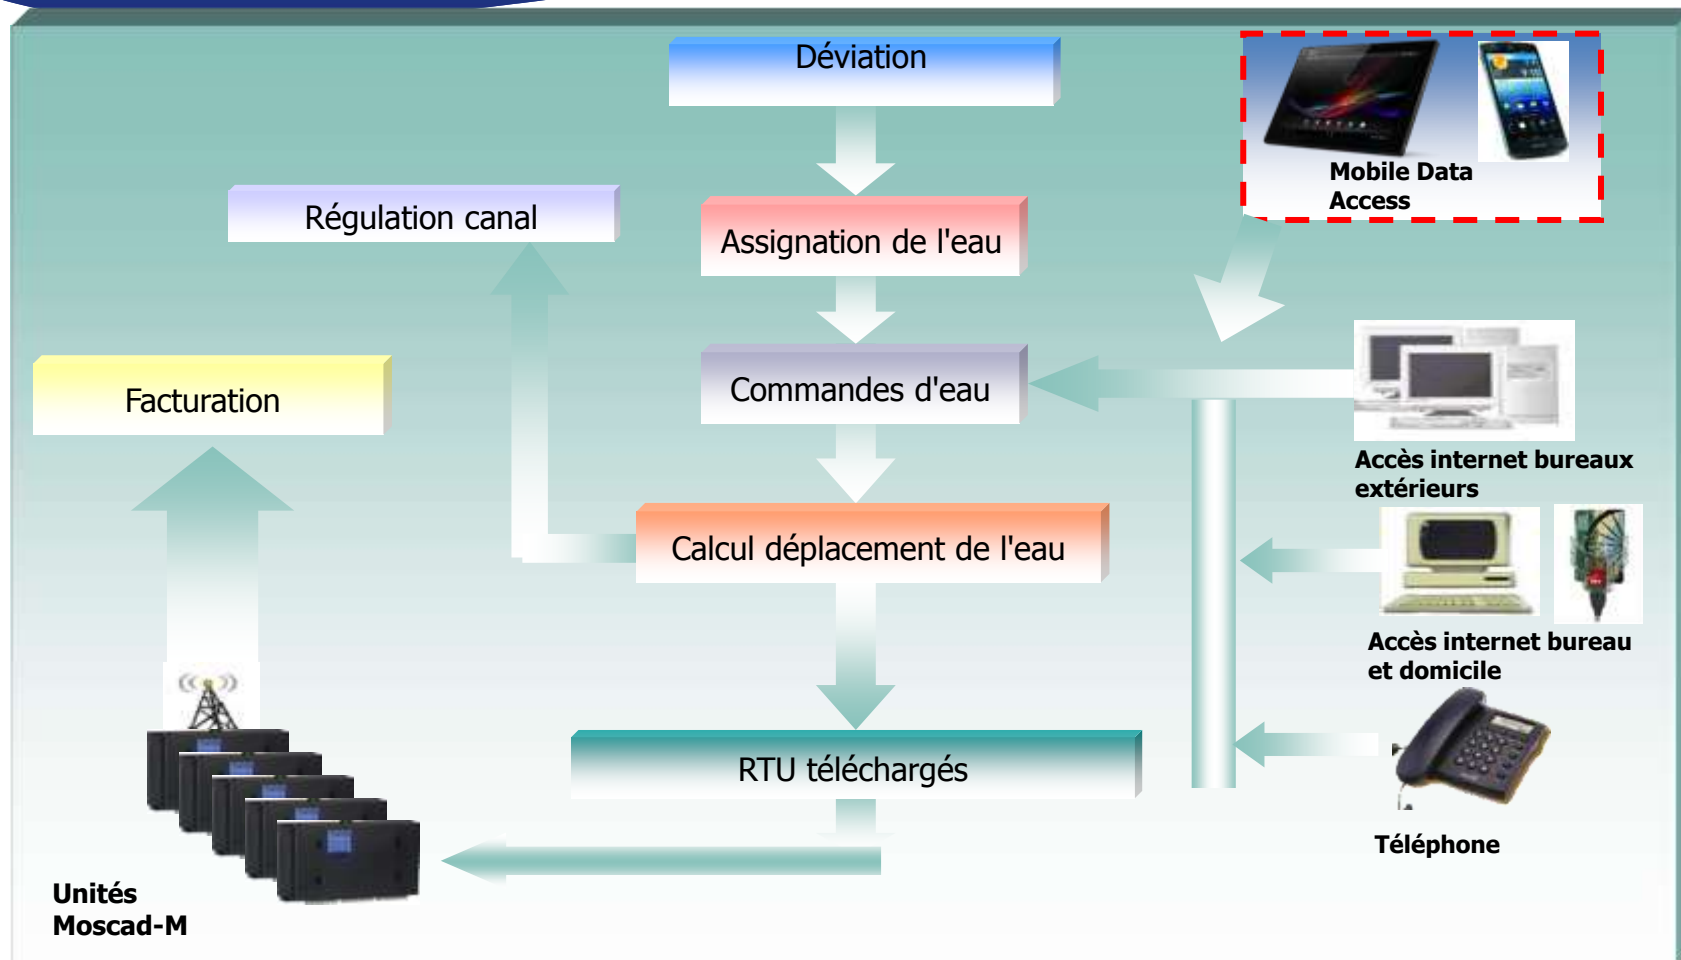 Déviation
Mobile Data
Access
Régulation canal
Assignation de l'eau
Commandes d'eau
Facturation
Accès internet bureaux
extérieurs
Calcul déplacement de l'eau
Accès internet bureau
et domicile
RTU téléchargés
Téléphone
Unités
Moscad-M